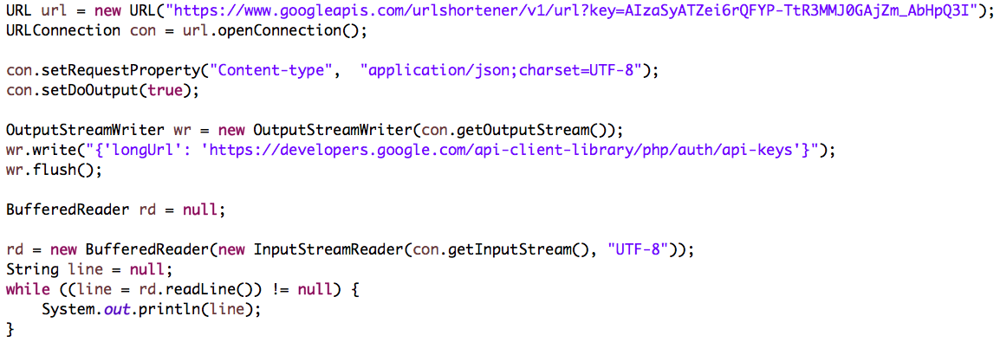 URL url = new URL("https://www.googleapis.com/urlshortener/v1/url?key=AIzaSyATZei6rQFYP-TtR3MMJ0GAjZm_AbHpQ3I");
URLConnection con = url.openConnection();
con.setRequestProperty("Content-type",  "application/json;charset=UTF-8");
con.setDoOutput(true);
OutputStreamWriter wr = new OutputStreamWriter(con.getOutputStream());
wr.write("{'longUrl': 'https://developers.google.com/api-client-library/php/auth/api-keys'}");
wr.flush();
BufferedReader rd = null;
rd = new BufferedReader(new InputStreamReader(con.getInputStream(), "UTF-8"));
String line = null;
while ((line = rd.readLine()) != null) {
    System.out.println(line);
}